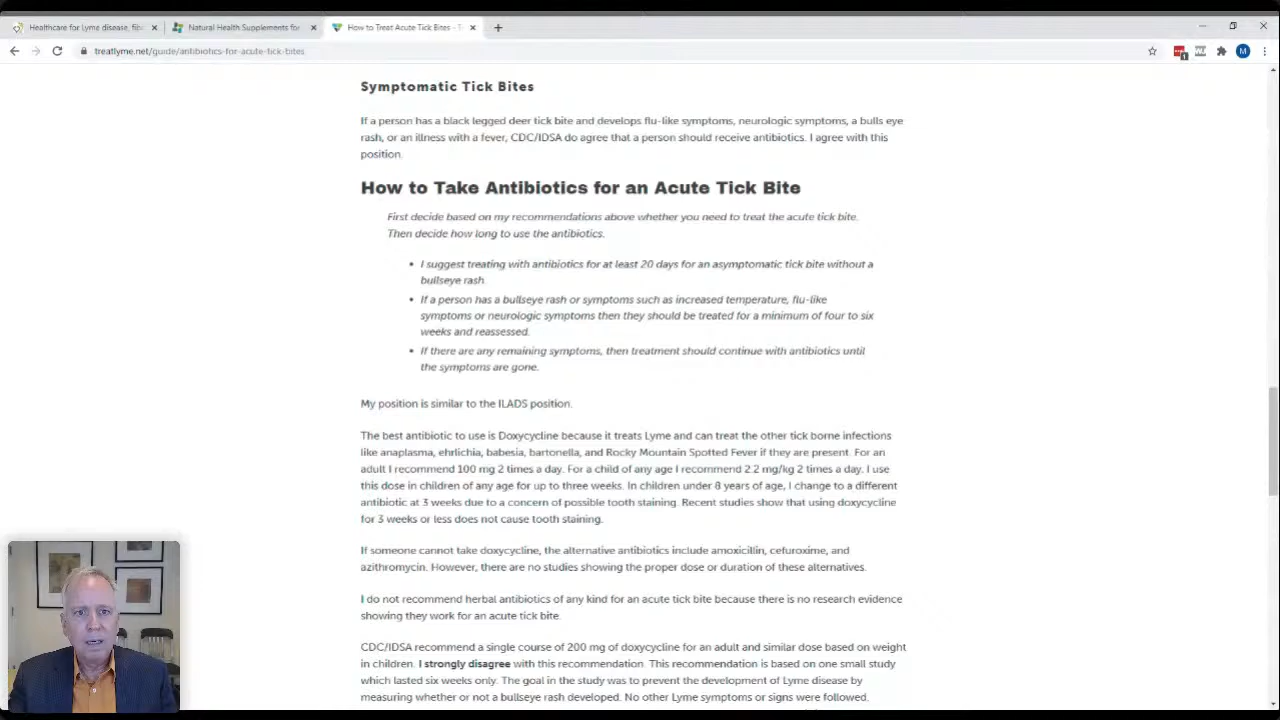 Healthcare for Lyme disease, fib
Natural Health Supplements for
How to Treat Acute Tick Bites - T
treatlyme.net/guide/antibiotics-for-acute-tick-bites
M
Symptomatic Tick Bites
If a person has a black legged deer tick bite and develops flu-like symptoms, neurologic symptoms, a bulls eye
rash, or an illness with a fever, CDC/IDSA do agree that a person should receive antibiotics. I agree with this
position.
How to Take Antibiotics for an Acute Tick Bite
First decide based on my recommendations above whether you need to treat the acute tick bite.
Then decide how long to use the antibiotics.
• I suggest treating with antibiotics for at least 20 days for an asymptomatic tick bite without a
bullseye rash.
• If a person has a bullseye rash or symptoms such as increased temperature, flu-like
symptoms or neurologic symptoms then they should be treated for a minimum of four to six
weeks and reassessed.
• If there are any remaining symptoms, then treatment should continue with antibiotics until
the symptoms are gone.
My position is similar to the ILADS position.
The best antibiotic to use is Doxycycline because it treats Lyme and can treat the other tick borne infections
like anaplasma, ehrlichia, babesia, bartonella, and Rocky Mountain Spotted Fever if they are present. For an
adult I recommend 100 mg 2 times a day. For a child of any age I recommend 2.2 mg/kg 2 times a day. I use
this dose in children of any age for up to three weeks. In children under 8 years of age, I change to a different
antibiotic at 3 weeks due to a concern of possible tooth staining. Recent studies show that using doxycycline
for 3 weeks or less does not cause tooth staining.
If someone cannot take doxycycline, the alternative antibiotics include amoxicillin, cefuroxime, and
azithromycin. However, there are no studies showing the proper dose or duration of these alternatives.
I do not recommend herbal antibiotics of any kind for an acute tick bite because there is no research evidence
showing they work for an acute tick bite.
CDC/IDSA recommend a single course of 200 mg of doxycycline for an adult and similar dose based on weight
in children. I strongly disagree with this recommendation. This recommendation is based on one small study
which lasted six weeks only. The goal in the study was to prevent the development of Lyme disease by
measuring whether or not a bullseye rash developed. No other Lyme symptoms or signs were followed.